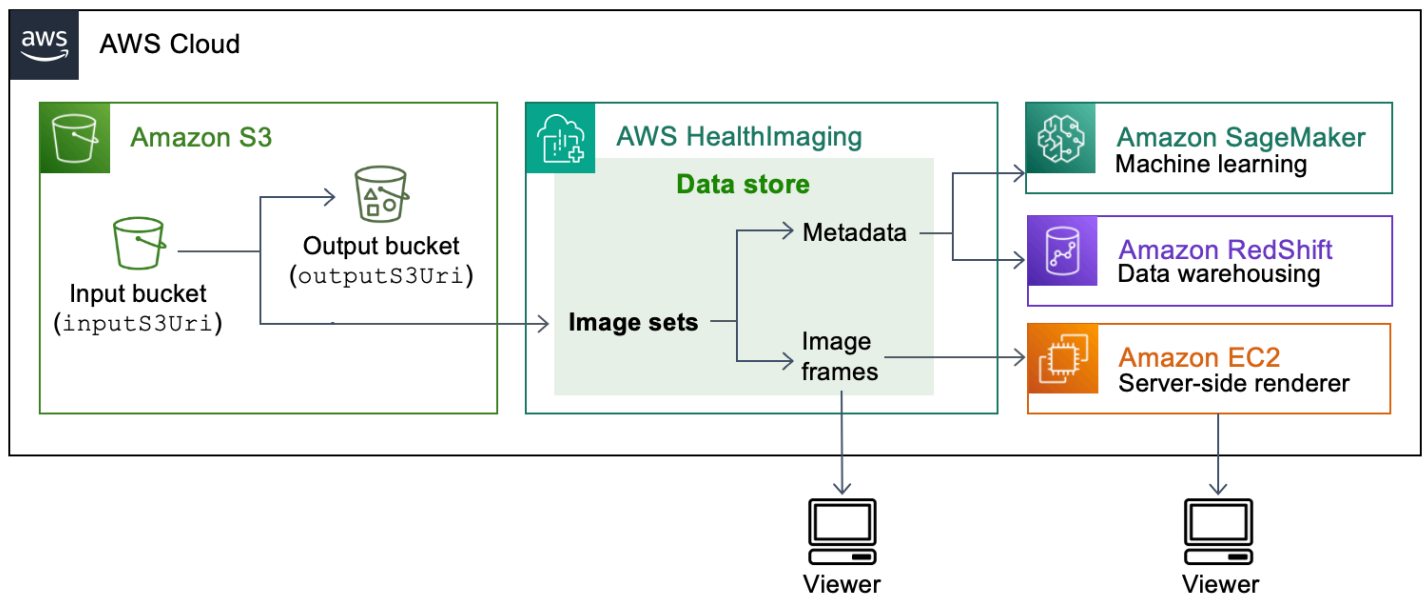 aws
AWS Cloud
Amazon S3
Output bucket
(outputS3Uri)
Input bucket
(inputS3Uri)
AWS HealthImaging
Data store
Metadata
Image sets
Image
frames
Amazon SageMaker
Machine learning
Amazon RedShift
Data warehousing
Amazon EC2
Server-side renderer
Viewer
Viewer